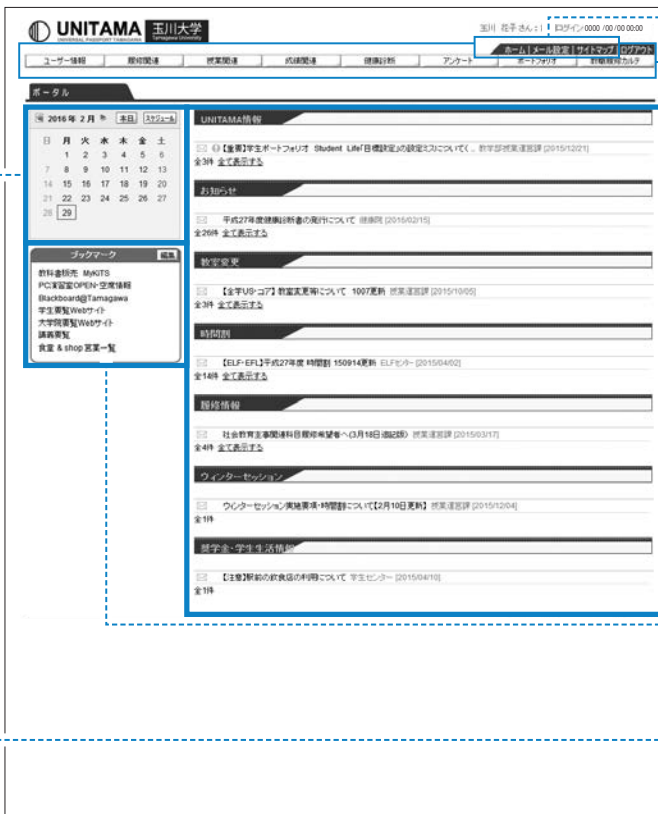 UNITAMA 玉川大学
UNIVERSAL PASSPORT TAMAGAWA Tamagawa University
玉川 花子さん:| ログイン 0000 /00/00 00:00
ホーム | メール設定 | サイトマップ | ログアウト
ユーザー情報 履修関連 授業関連 成績関連 健康診断 アンケート ポートフォリオ 教職履修カルテ
ポータル
2016 年 2 月 本日 スケジュール
日 月 火 水 木 金 土
1 2 3 4 5 6
7 8 9 10 11 12 13
14 15 16 17 18 19 20
21 22 23 24 25 26 27
28 29
ブックマーク 編集
教科書販売 MyKiTS
PC演習室OPEN・空席情報
Blackboard@Tamagawa
学生要覧Webサイト
大学院要覧Webサイト
講義要覧
食堂 & shop 営業一覧
UNITAMA情報
【重要】学生ポートフォリオ Student Life「目標設定」の設定ミスについて(.. 教学部授業運営課 [2015/12/21]
全3件 全て表示する
お知らせ
平成27年度健康診断書の発行について 健康院 [2016/02/15]
全26件 全て表示する
教室変更
【全学US・コア】教室変更等について 1007更新 授業運営課 [2015/10/05]
全3件 全て表示する
時間割
【ELF-EFL】平成27年度 時間割 150914更新 ELFセンター [2015/04/02]
全14件 全て表示する
履修情報
社会教育主事関連科目履修希望者へ(3月18日追記版) 授業運営課 [2015/03/17]
全4件 全て表示する
ウィンターセッション
ウィンターセッション実施要項・時間割について【2月10日更新】 授業運営課 [2015/12/04]
全1件
奨学金・学生生活情報
【注意】駅前の飲食店の利用について 学生センター [2015/04/10]
全1件